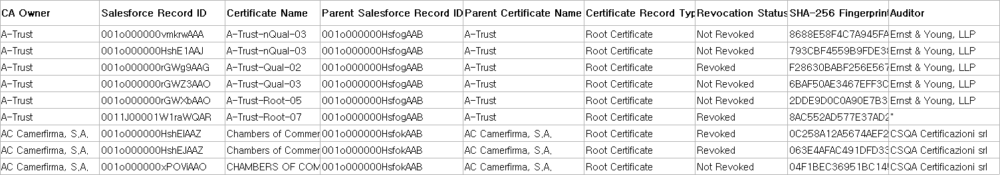 CA Owner Salesforce Record ID Certificate Name Parent Salesforce Record ID Parent Certificate Name Certificate Record Typ Revocation Status SHA-256 Fingerprint Auditor
A-Trust 001o000000vmkrwAAA A-Trust-nQual-03 001o000000HsfogAAB A-Trust Root Certificate Not Revoked 8688E58F4C7A945FA Ernst & Young, LLP
A-Trust 001o000000HshE1AAJ A-Trust-nQual-03 001o000000HsfogAAB A-Trust Root Certificate Not Revoked 793CBF4559B9FDE38 Ernst & Young, LLP
A-Trust 001o000000rGWg9AAG A-Trust-Qual-02 001o000000HsfogAAB A-Trust Root Certificate Revoked F28630BABF256E567 Ernst & Young, LLP
A-Trust 001o000000rGWZ3AAO A-Trust-Qual-03 001o000000HsfogAAB A-Trust Root Certificate Not Revoked 6BAF50AE3467EFF3C Ernst & Young, LLP
A-Trust 001o000000rGWXbAAO A-Trust-Root-05 001o000000HsfogAAB A-Trust Root Certificate Not Revoked 2DDE9D0C0A90E7B3 Ernst & Young, LLP
A-Trust 0011J00001W1raWQAR A-Trust-Root-07 001o000000HsfogAAB A-Trust Root Certificate Revoked 8AC552AD577E37AD2 "
AC Camerfirma, S.A. 001o000000HshEIAAZ Chambers of Commer 001o000000HsfokAAB AC Camerfirma, S.A. Root Certificate Revoked 0C258A12A5674AEF2 CSQA Certificazioni srl
AC Camerfirma, S.A. 001o000000HshEJAAZ Chambers of Commer 001o000000HsfokAAB AC Camerfirma, S.A. Root Certificate Revoked 063E4AFAC491DFD33 CSQA Certificazioni srl
AC Camerfirma, S.A. 001o000000xPOViAAO CHAMBERS OF COM 001o000000HsfokAAB AC Camerfirma, S.A. Root Certificate Not Revoked 04F1BEC36951BC145 CSQA Certificazioni srl